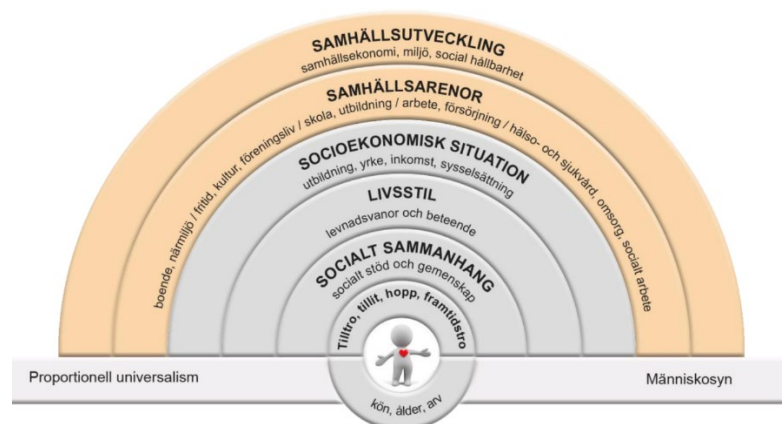 SAMHÄLLSUTVECKLING
samhällsekonomi, miljö, social hållbarhet
SAMHÄLLSARENOR
boende, närmiljö / fritid, kultur, föreningsliv / skola, utbildning / arbete, försörjning / hälso- och sjukvård, omsorg, socialt arbete
SOCIOEKONOMISK SITUATION
utbildning, yrke, inkomst, sysselsättning
LIVSSTIL
levnadsvanor och beteende
SOCIALT SAMMANHANG
socialt stöd och gemenskap
Tilltro, tillit, hopp, framtidstro
Proportionell universalism
Människosyn
kön, ålder, arv